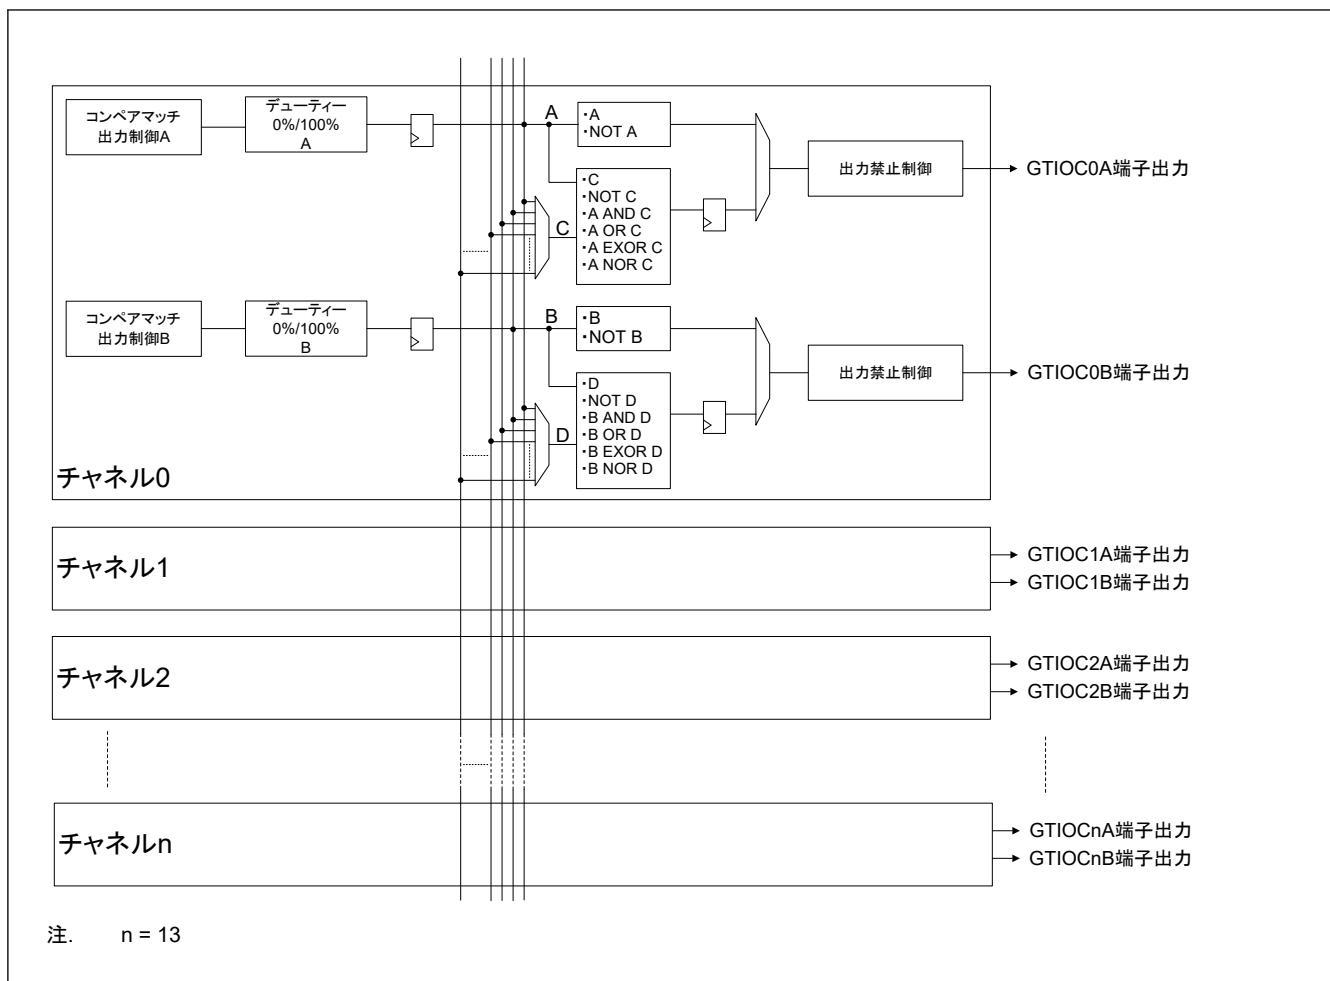 コンペアマッチ
出力制御A
デューティー
0%/100%
A
A
・A
・NOT A
・C
・NOT C
・A AND C
・A OR C
・A EXOR C
・A NOR C
C
出力禁止制御
GTIOC0A端子出力
コンペアマッチ
出力制御B
デューティー
0%/100%
B
B
・B
・NOT B
・D
・NOT D
・B AND D
・B OR D
・B EXOR D
・B NOR D
D
出力禁止制御
GTIOC0B端子出力
チャネル0
チャネル1
GTIOC1A端子出力
GTIOC1B端子出力
チャネル2
GTIOC2A端子出力
GTIOC2B端子出力
チャネルn
GTIOCnA端子出力
GTIOCnB端子出力
注. n = 13